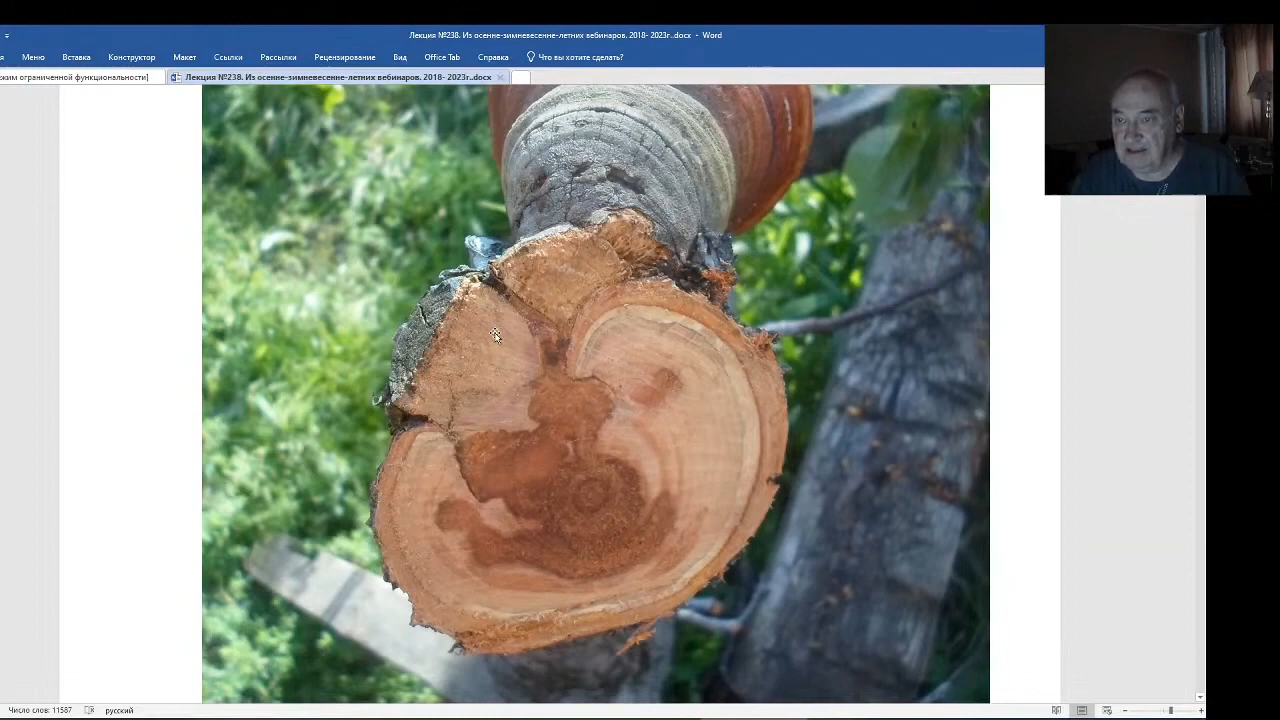 Лекция №238. Из осенне-зимневесенне-летних вебинаров. 2018- 2023г..docx - Word
Меню Вставка Конструктор Макет Ссылки Рассылки Рецензирование Вид Office Tab Справка Что вы хотите сделать?
ежим ограниченной функциональности] Лекция №238. Из осенне-зимневесенне-летних вебинаров. 2018- 2023г..docx
Число слов: 11587 русский